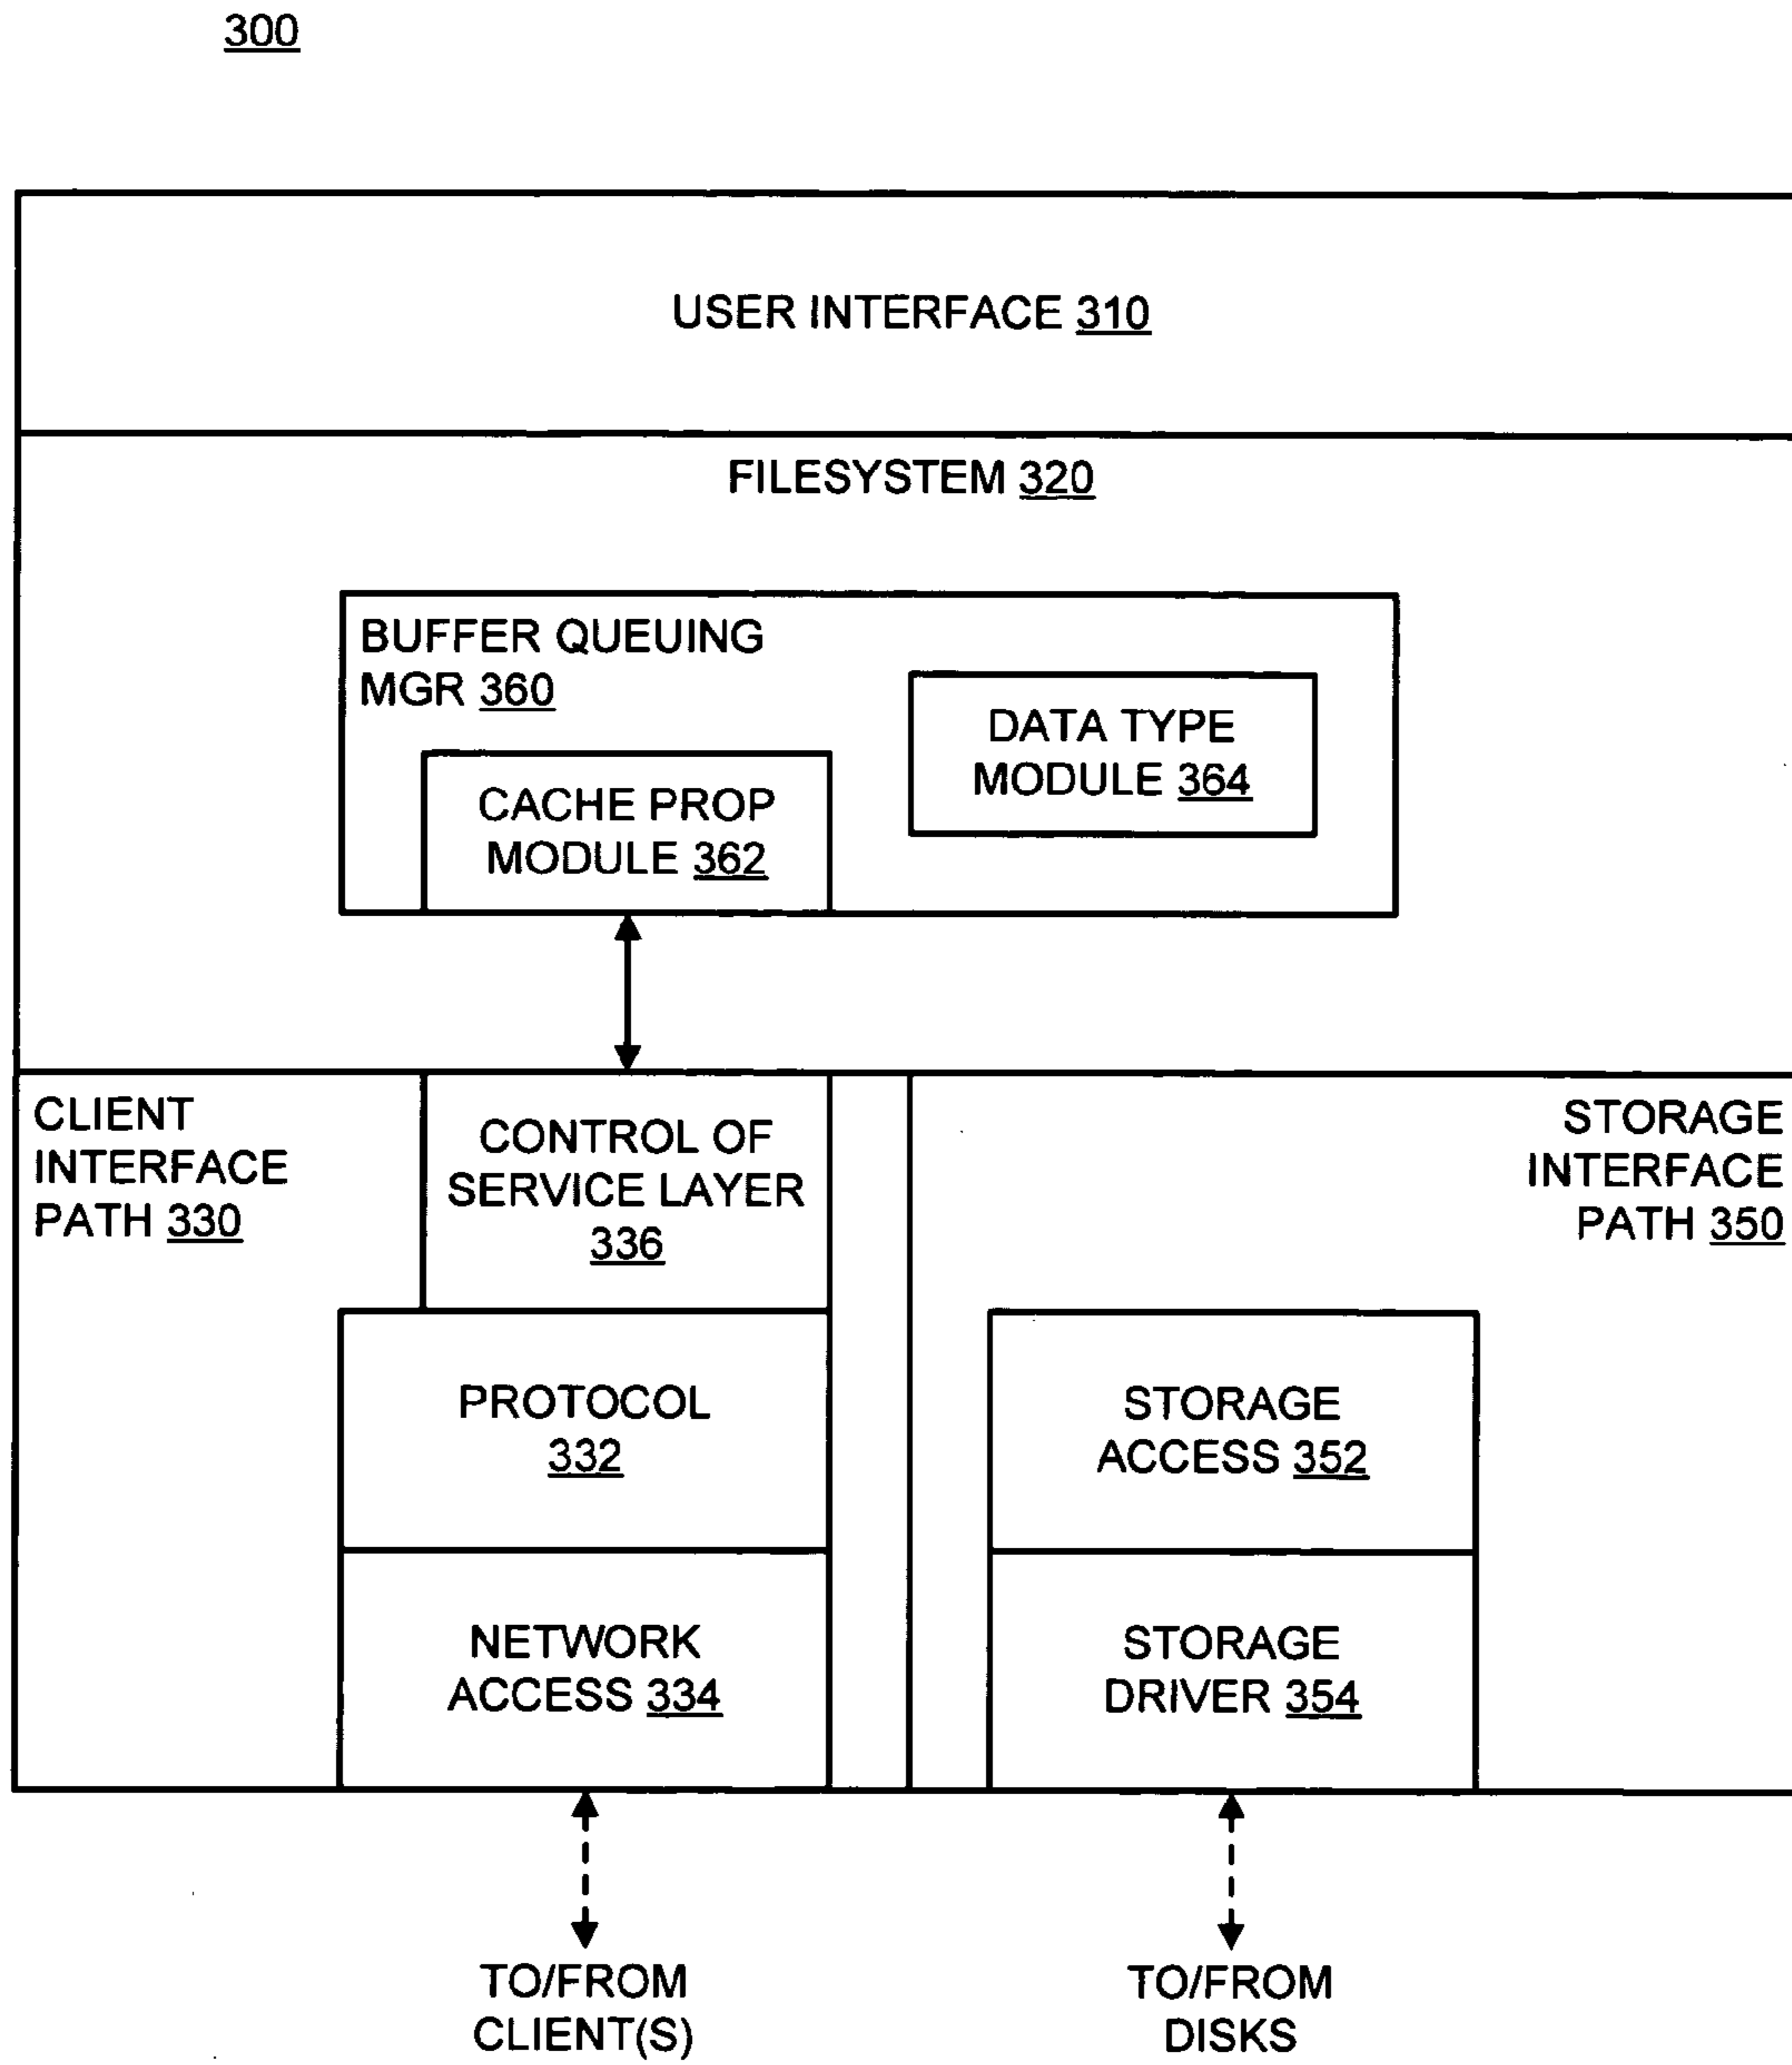 300
USER INTERFACE 310
FILESYSTEM 320
BUFFER QUEUING
MGR 360
DATA TYPE
MODULE 364
CACHE PROP
MODULE 362
CLIENT
INTERFACE
PATH 330
CONTROL OF
SERVICE LAYER
336
STORAGE
INTERFACE
PATH 350
PROTOCOL
332
STORAGE
ACCESS 352
NETWORK
ACCESS 334
STORAGE
DRIVER 354
TO/FROM
CLIENT(S)
TO/FROM
DISKS